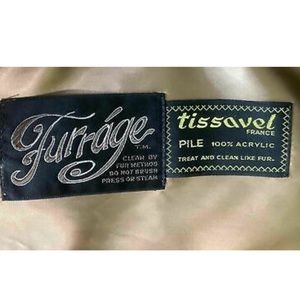 Furráge
T.M.
CLEAN BY
FUR METHOD
DO NOT BRUSH
PRESS OR STEAM
tissavel
FRANCE
PILE 100% ACRYLIC
TREAT AND CLEAN LIKE FUR.